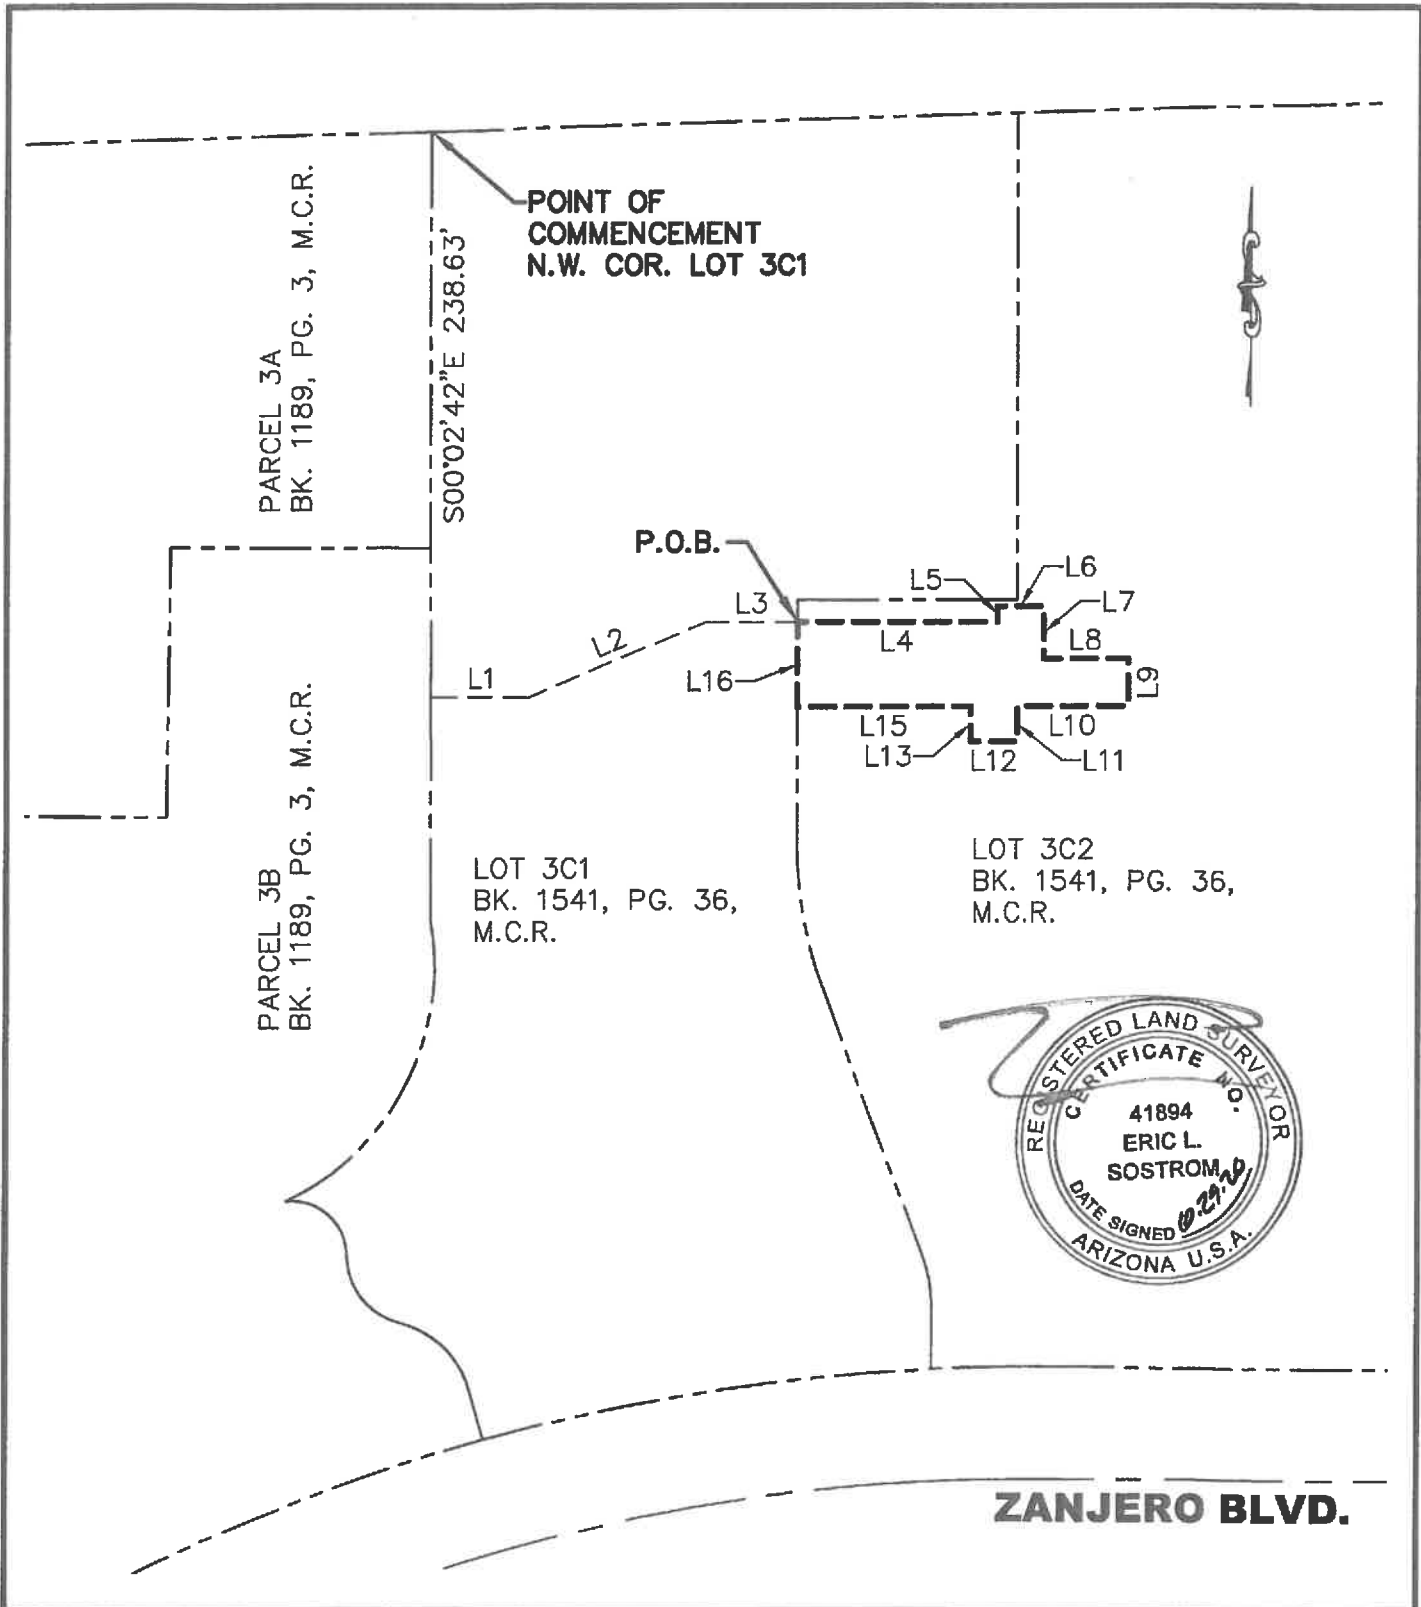 POINT OF
COMMENCEMENT
N.W. COR. LOT 3C1
PARCEL 3A
BK. 1189, PG. 3, M.C.R.
S00°02'42"E 238.63'
P.O.B.
L1
L2
L3
L4
L5
L6
L7
L8
L9
L10
L11
L12
L13
L15
L16
PARCEL 3B
BK. 1189, PG. 3, M.C.R.
LOT 3C1
BK. 1541, PG. 36,
M.C.R.
LOT 3C2
BK. 1541, PG. 36,
M.C.R.
REGISTERED LAND SURVEYOR
CERTIFICATE NO.
41894
ERIC L.
SOSTROM
DATE SIGNED 10.29.20
ARIZONA U.S.A.
ZANJERO BLVD.